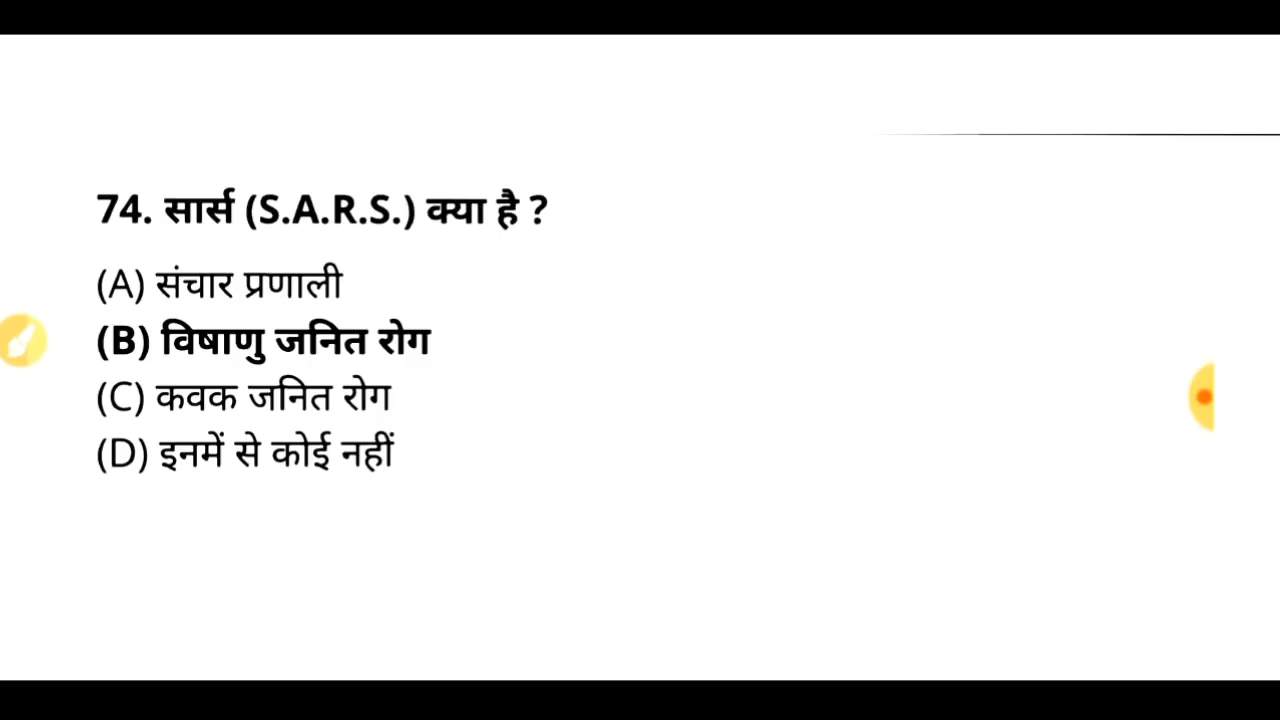 74. सार्स (S.A.R.S.) क्या है ?
(A) संचार प्रणाली
(B) विषाणु जनित रोग
(C) कवक जनित रोग
(D) इनमें से कोई नहीं